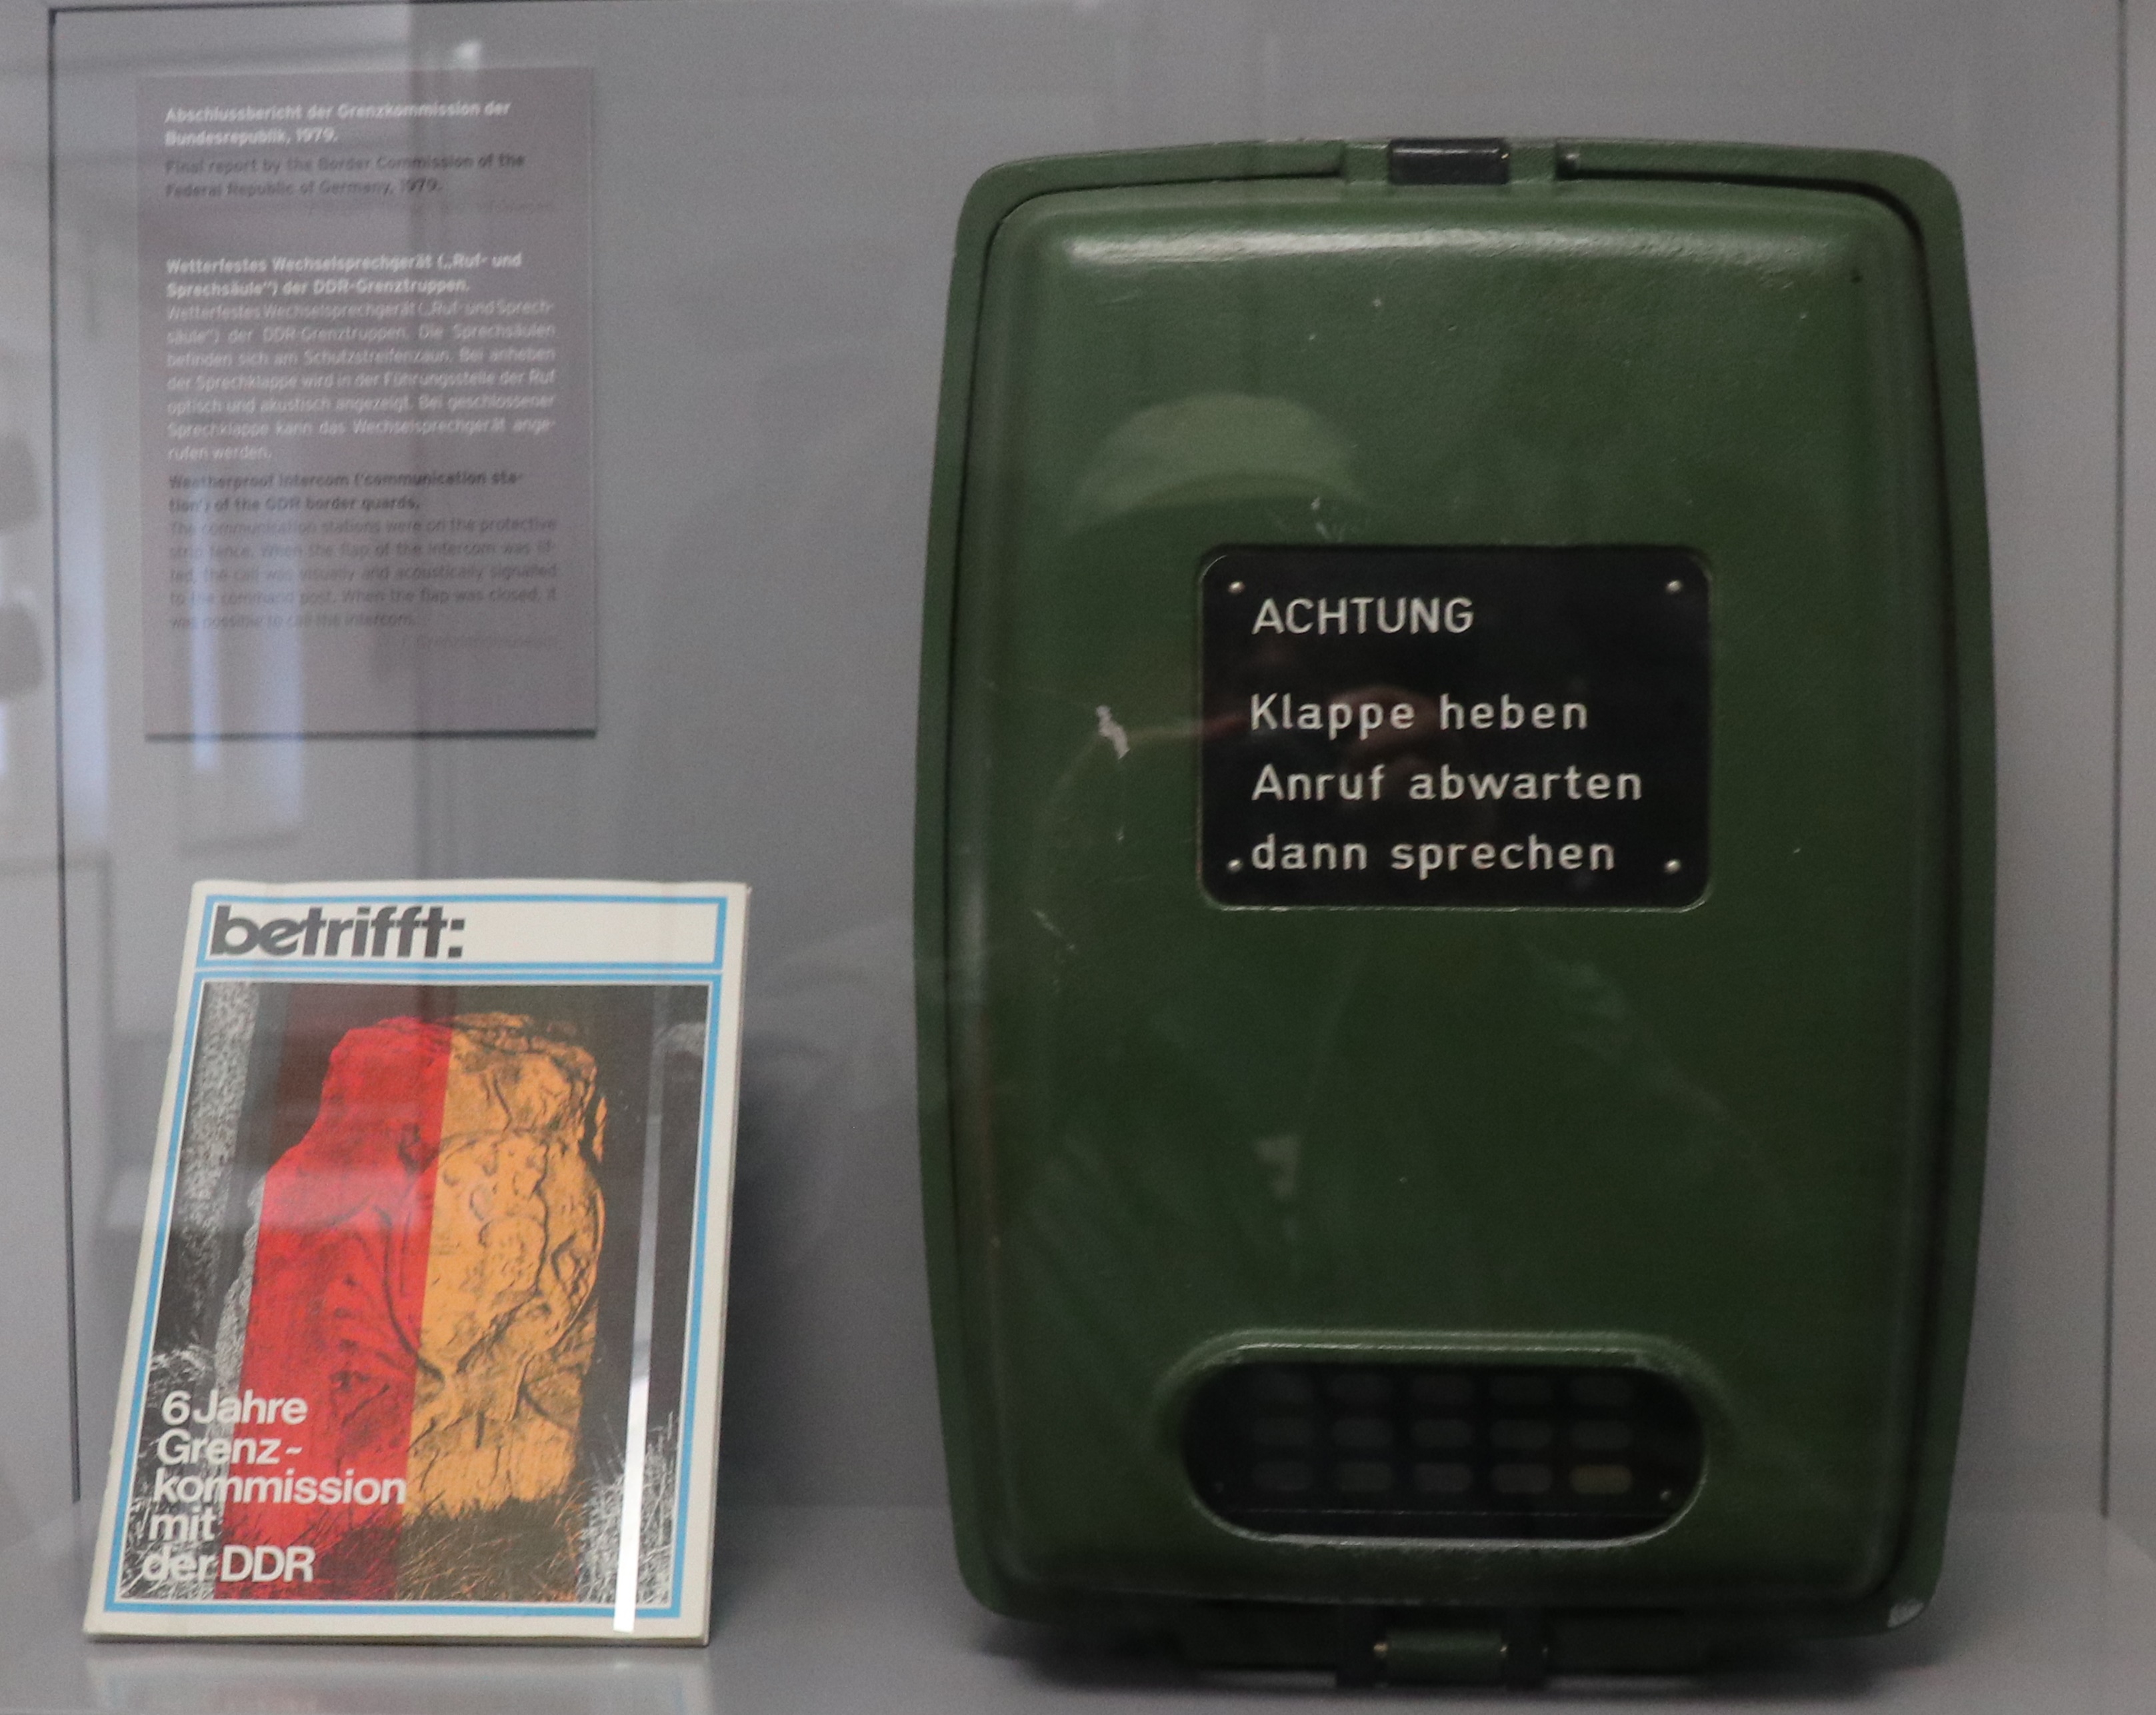 Abschlussbericht der Grenzkommission der
Bundesrepublik, 1979.
Final report by the Border Commission of the
Federal Republic of Germany, 1979.
Wetterfestes Wechselsprechgerät („Ruf- und
Sprechsäule“) der DDR-Grenztruppen.
Wetterfestes Wechselsprechgerät („Ruf- und Sprech-
säule“) der DDR-Grenztruppen. Die Sprechsäulen
befinden sich am Schutzstreifenzaun. Bei anheben
der Sprechklappe wird in der Führungsstelle der Ruf
optisch und akustisch angezeigt. Bei geschlossener
Sprechklappe kann das Wechselsprechgerät ange-
rufen werden.
Weatherproof intercom ('communication sta-
tion') of the GDR border guards.
The communication stations were on the protective
strip fence. When the flap of the intercom was lif-
ted, the call was visually and acoustically signalled
to the command post. When the flap was closed, it
was possible to call the intercom.
ACHTUNG
Klappe heben
Anruf abwarten
dann sprechen
betrifft:
6 Jahre
Grenz-
kommission
mit
der DDR